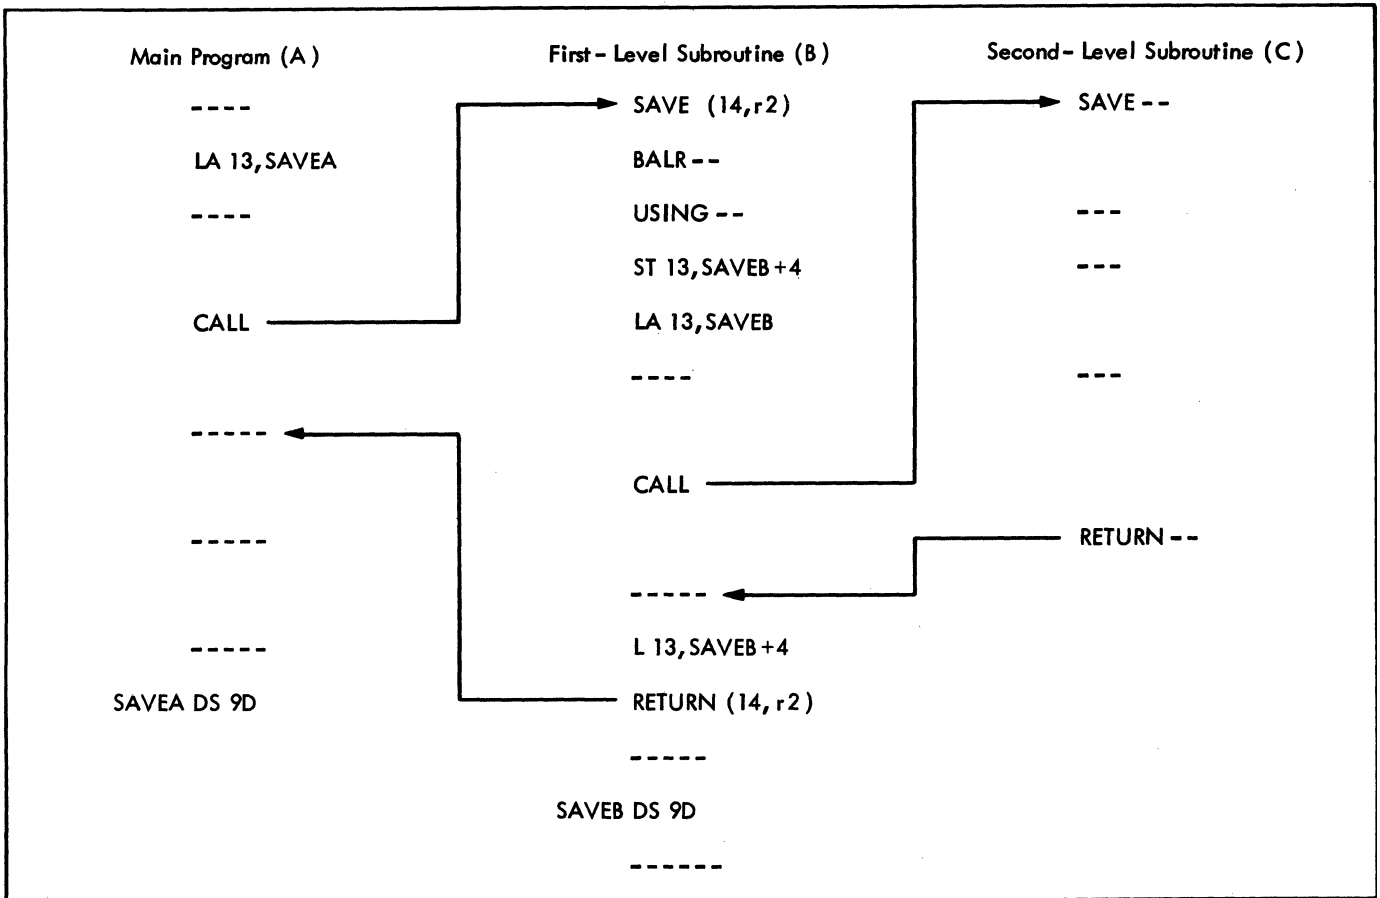 Main Program (A)
----
LA 13,SAVEA
----
CALL
-----
-----
-----
SAVEA DS 9D
First-Level Subroutine (B)
SAVE (14,r2)
BALR--
USING--
ST 13,SAVEB+4
LA 13,SAVEB
----
CALL
-----
L 13,SAVEB+4
RETURN (14,r2)
-----
SAVEB DS 9D
------
Second-Level Subroutine (C)
SAVE--
---
---
---
RETURN--